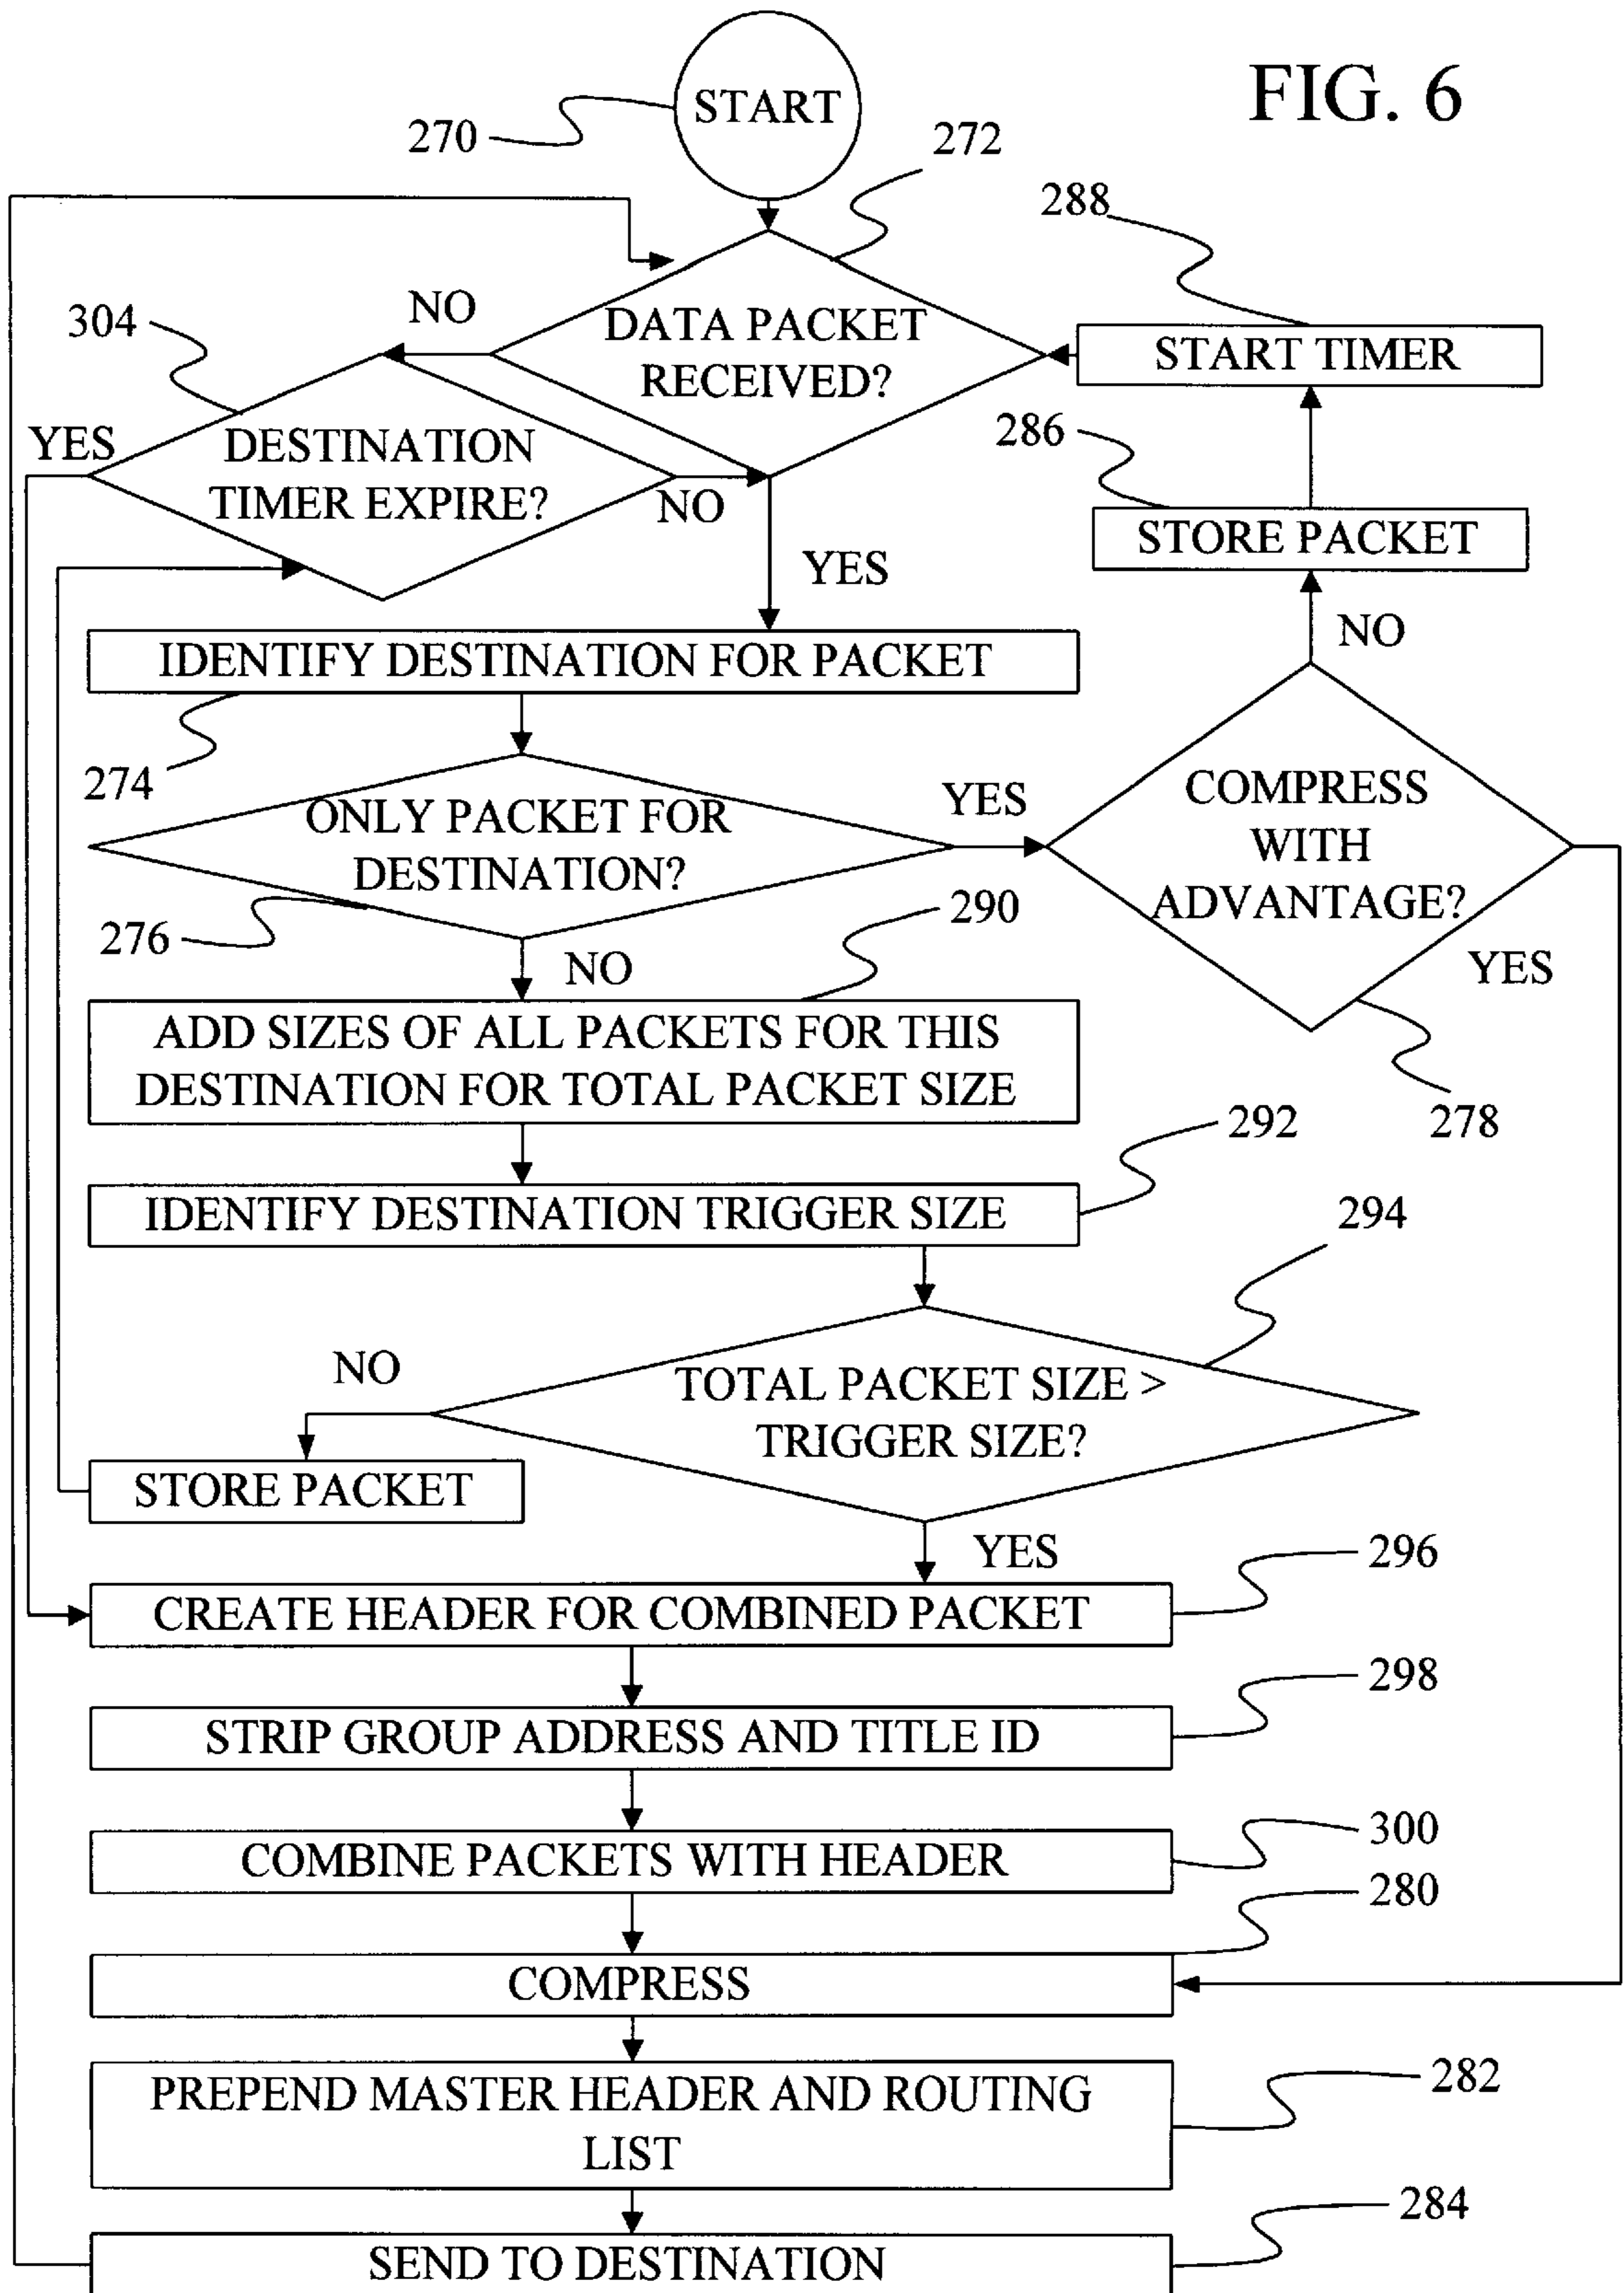 FIG. 6
START
270
272
288
NO
304
DATA PACKET
RECEIVED?
START TIMER
YES
DESTINATION
TIMER EXPIRE?
NO
286
STORE PACKET
YES
NO
IDENTIFY DESTINATION FOR PACKET
274
ONLY PACKET FOR
DESTINATION?
YES
COMPRESS
WITH
ADVANTAGE?
276
290
NO
YES
ADD SIZES OF ALL PACKETS FOR THIS
DESTINATION FOR TOTAL PACKET SIZE
278
292
IDENTIFY DESTINATION TRIGGER SIZE
294
NO
TOTAL PACKET SIZE >
TRIGGER SIZE?
STORE PACKET
YES
296
CREATE HEADER FOR COMBINED PACKET
298
STRIP GROUP ADDRESS AND TITLE ID
300
COMBINE PACKETS WITH HEADER
280
COMPRESS
282
PREPEND MASTER HEADER AND ROUTING
LIST
284
SEND TO DESTINATION